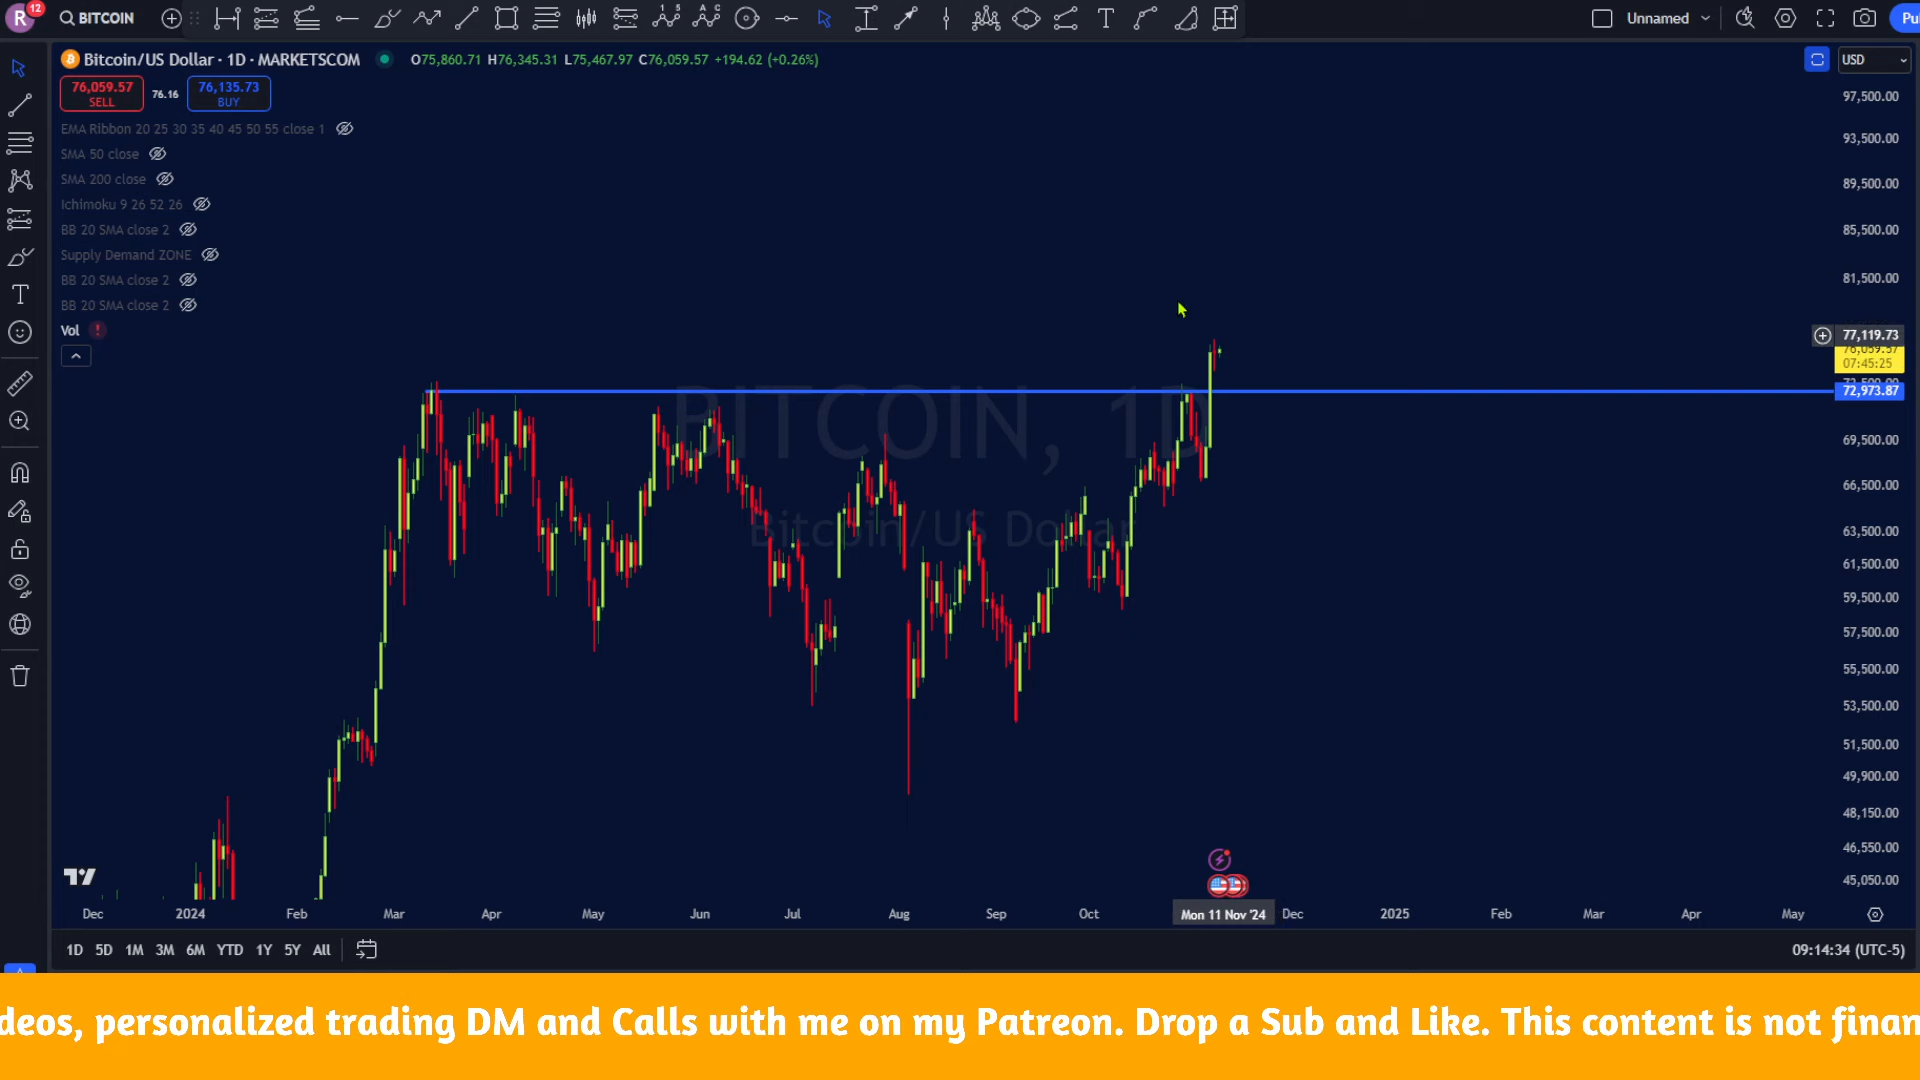 R 12 BITCOIN 1 5 A C T Unnamed Pu
Bitcoin/US Dollar · 1D · MARKETSCOM O75,860.71 H76,345.31 L75,467.97 C76,059.57 +194.62 (+0.26%) USD
76,059.57 SELL 76.16 76,135.73 BUY
EMA Ribbon 20 25 30 35 40 45 50 55 close 1
SMA 50 close
SMA 200 close
Ichimoku 9 26 52 26
BB 20 SMA close 2
Supply Demand ZONE
BB 20 SMA close 2
BB 20 SMA close 2
Vol !
BITCOIN, 1D
Bitcoin/US Dollar
97,500.00
93,500.00
89,500.00
85,500.00
81,500.00
77,119.73
76,059.57
07:45:25
72,973.87
69,500.00
66,500.00
63,500.00
61,500.00
59,500.00
57,500.00
55,500.00
53,500.00
51,500.00
49,900.00
48,150.00
46,550.00
45,050.00
Dec 2024 Feb Mar Apr May Jun Jul Aug Sep Oct Mon 11 Nov '24 Dec 2025 Feb Mar Apr May
1D 5D 1M 3M 6M YTD 1Y 5Y All 09:14:34 (UTC-5)
deos, personalized trading DM and Calls with me on my Patreon. Drop a Sub and Like. This content is not finan